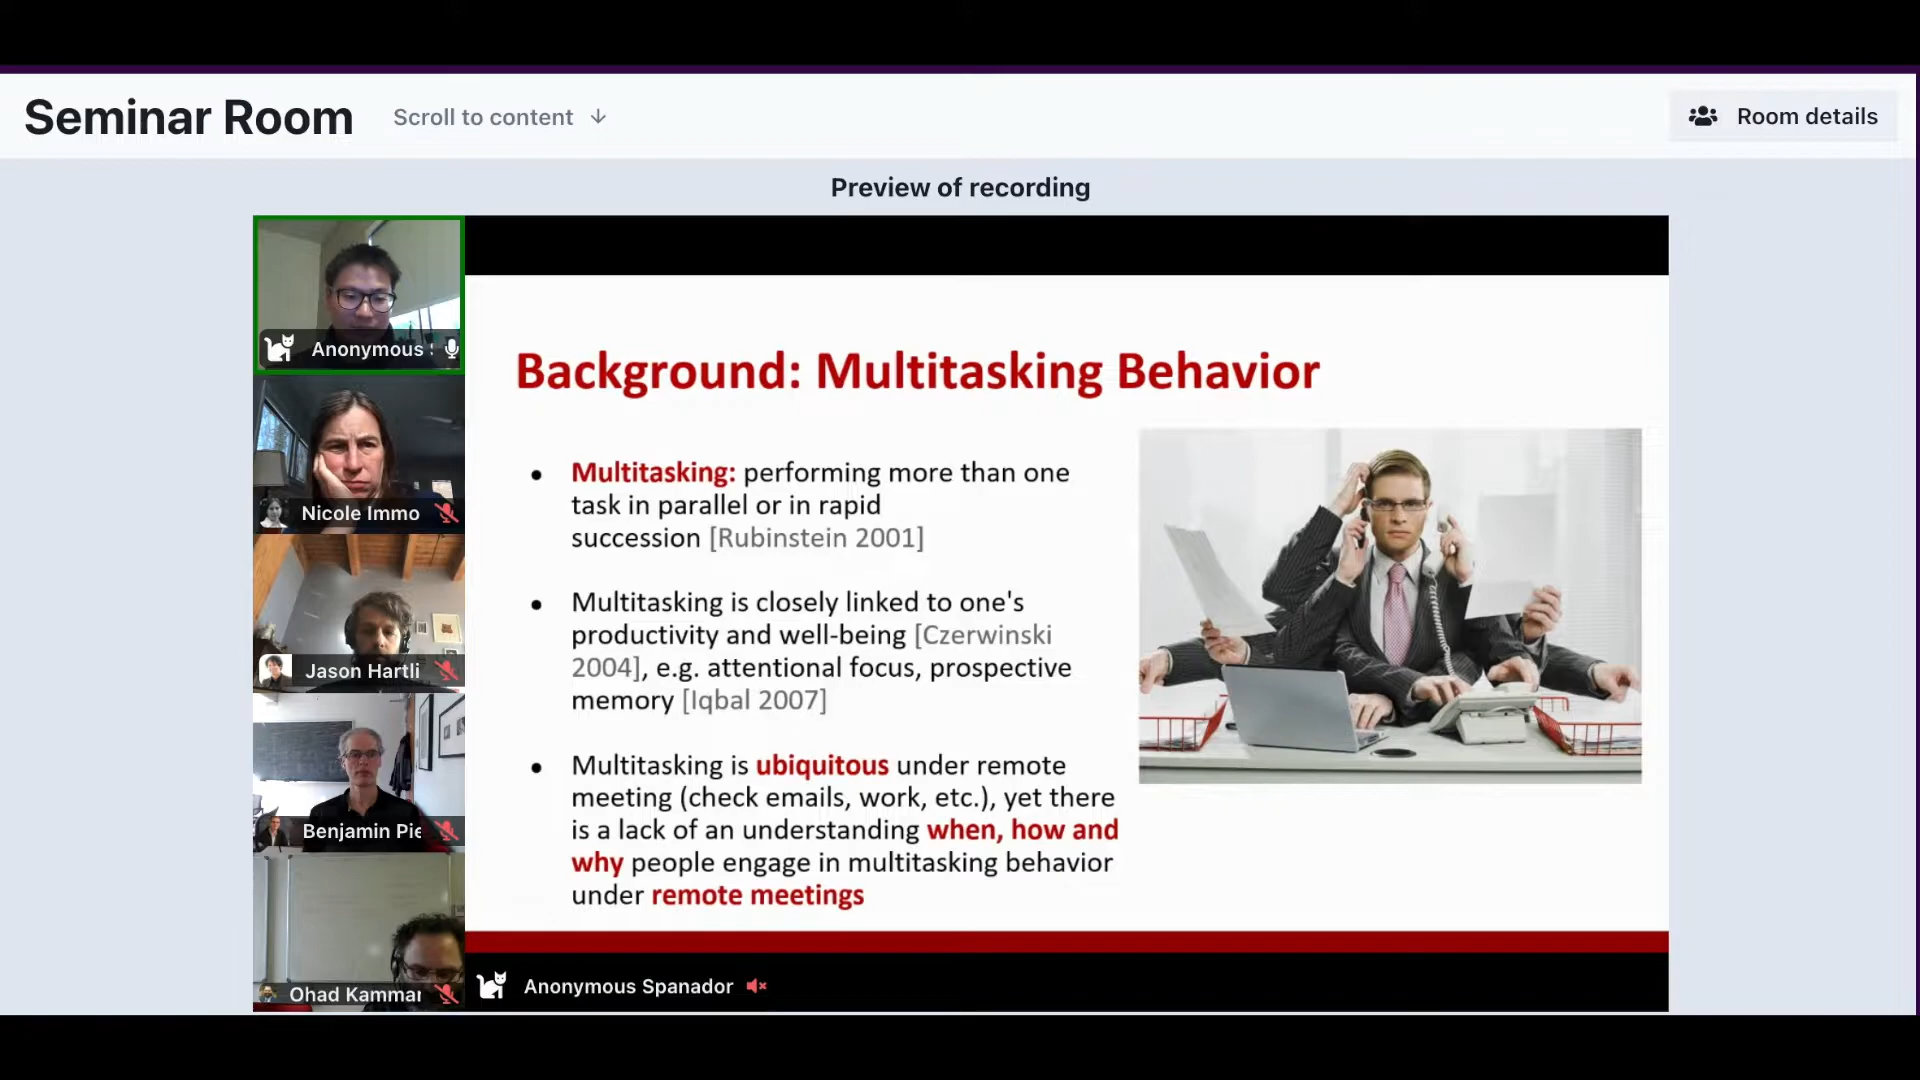 Seminar Room
Scroll to content ↓
Room details
Preview of recording
Anonymous
Nicole Immo
Jason Hartli
Benjamin Pie
Ohad Kammar
Background: Multitasking Behavior
• Multitasking: performing more than one
task in parallel or in rapid
succession [Rubinstein 2001]
• Multitasking is closely linked to one's
productivity and well-being [Czerwinski
2004], e.g. attentional focus, prospective
memory [Iqbal 2007]
• Multitasking is ubiquitous under remote
meeting (check emails, work, etc.), yet there
is a lack of an understanding when, how and
why people engage in multitasking behavior
under remote meetings
Anonymous Spanador